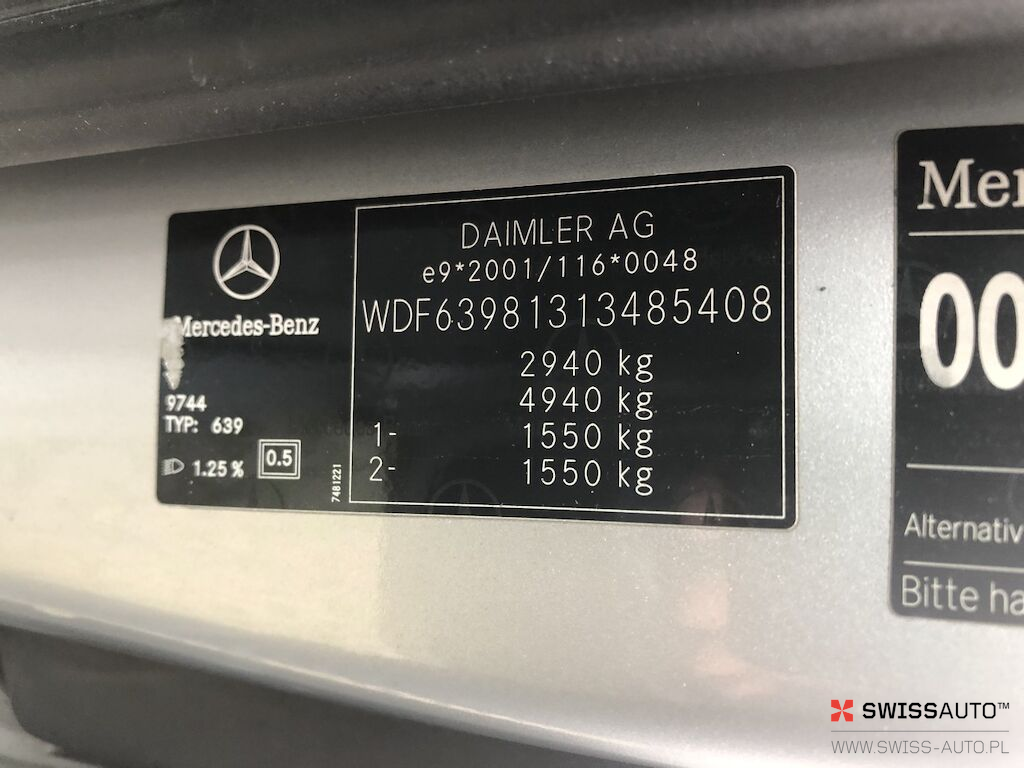 DAIMLER AG
e9*2001/116*0048
WDF63981313485408
2940 kg
4940 kg
1- 1550 kg
2- 1550 kg
Mercedes-Benz
9744
TYP: 639
1.25 %
0.5
7481221
Mer
00
Alternativ
Bitte ha
SWISSAUTO™
WWW.SWISS-AUTO.PL